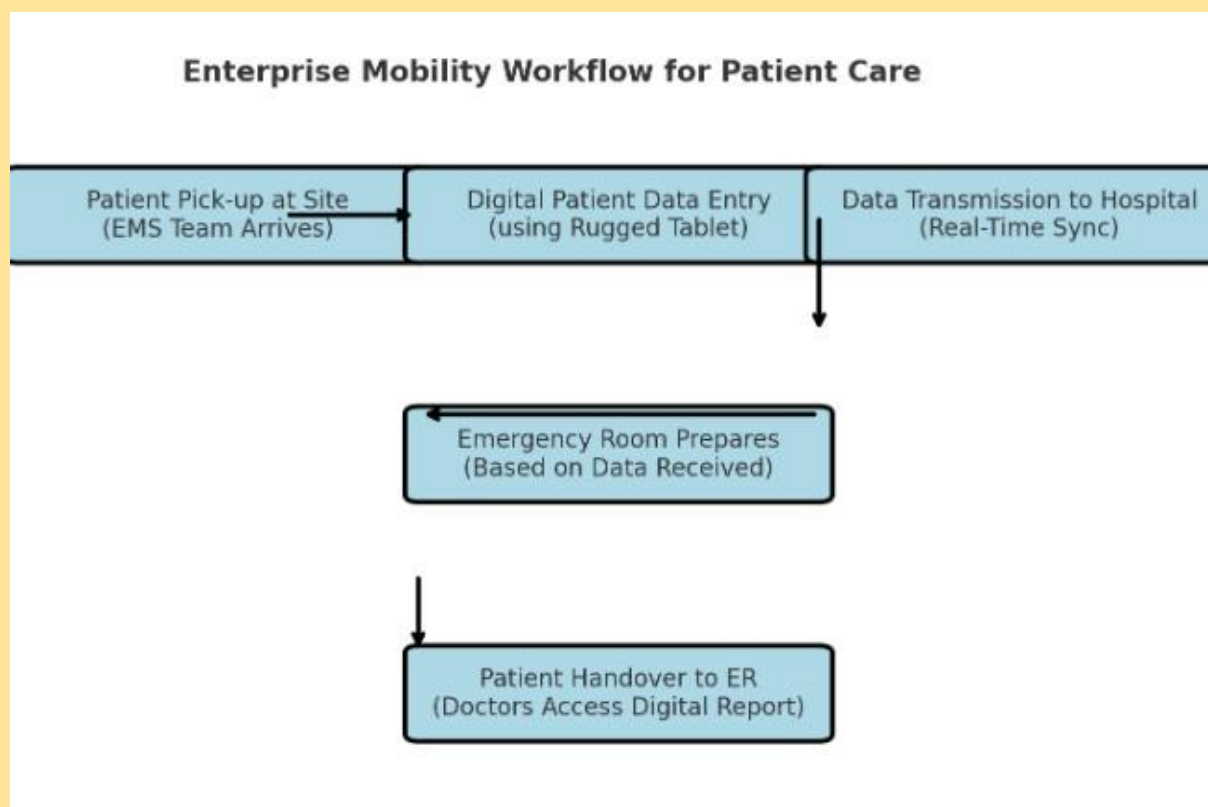 Enterprise Mobility Workflow for Patient Care
Patient Pick-up at Site
(EMS Team Arrives)
Digital Patient Data Entry
(using Rugged Tablet)
Data Transmission to Hospital
(Real-Time Sync)
Emergency Room Prepares
(Based on Data Received)
Patient Handover to ER
(Doctors Access Digital Report)